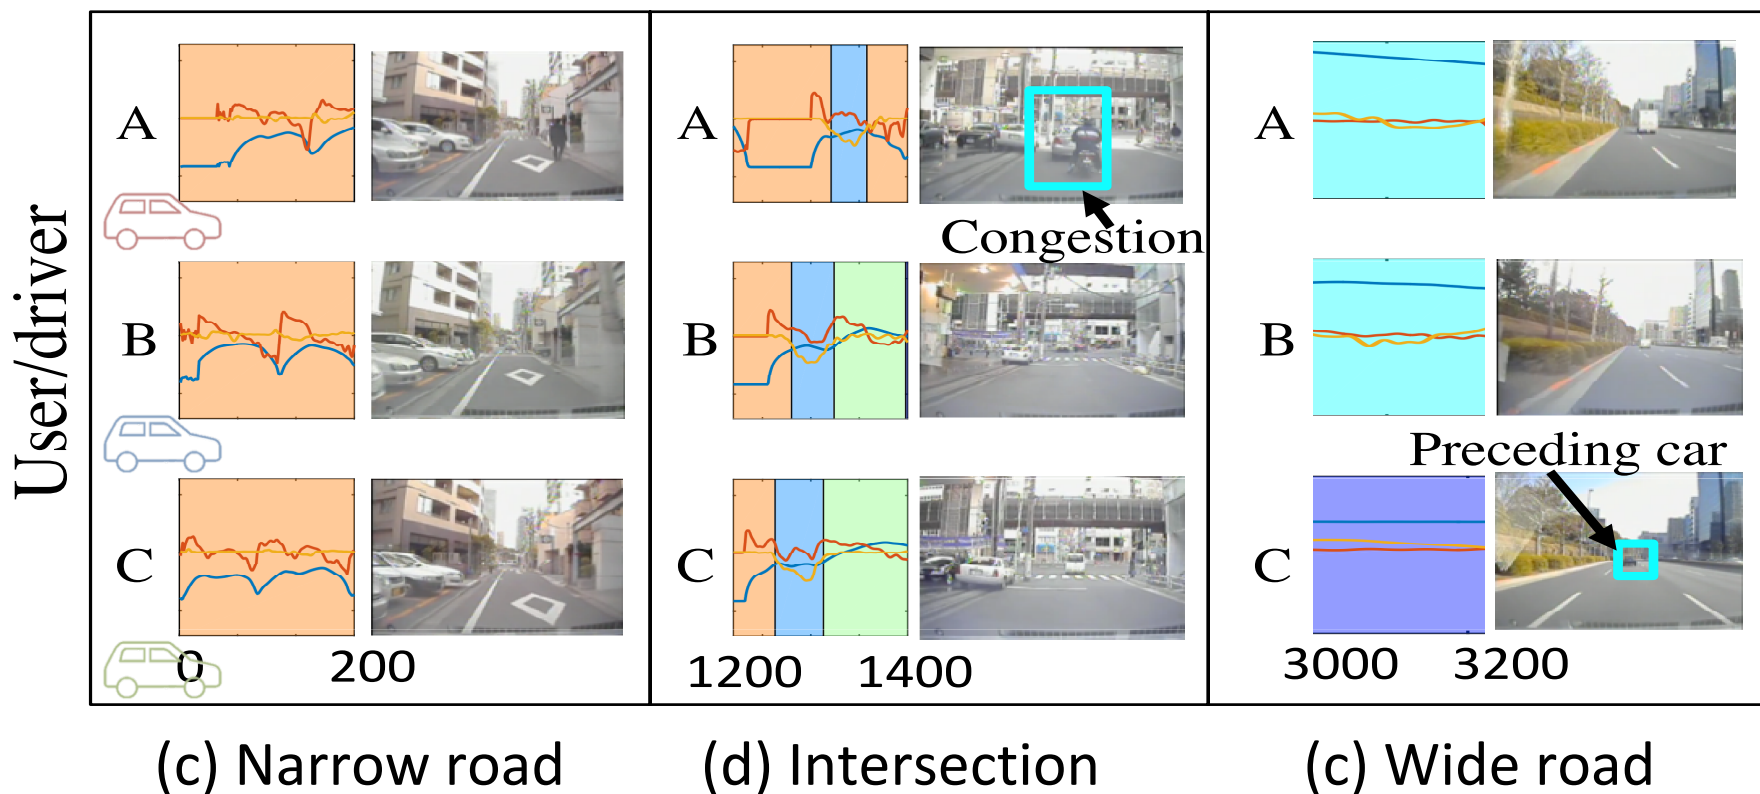 User/driver
A
B
C
0
200
A
Congestion
B
C
1200
1400
A
B
Preceding car
C
3000
3200
(c) Narrow road
(d) Intersection
(c) Wide road